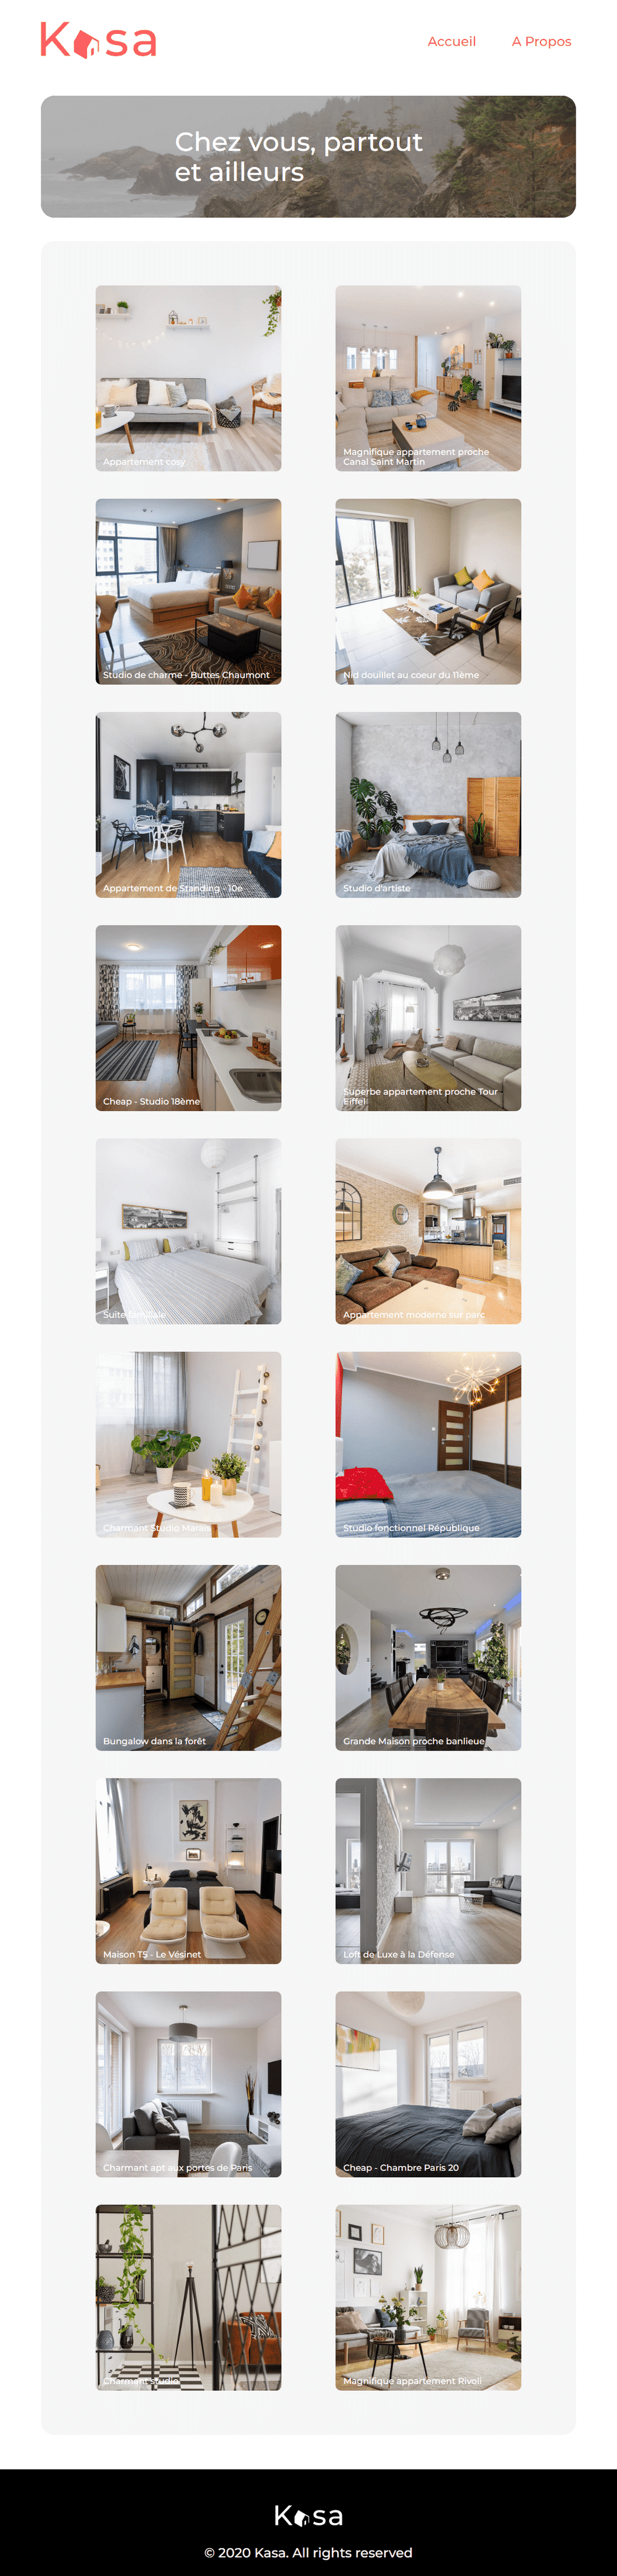 Kasa
Accueil
A Propos
Chez vous, partout
et ailleurs
Appartement cosy
Magnifique appartement proche
Canal Saint Martin
Studio de charme - Buttes Chaumont
Nid douillet au coeur du 11ème
Appartement de Standing - 10e
Studio d'artiste
Cheap - Studio 18ème
Superbe appartement proche Tour
Eiffel
Suite familiale
Appartement moderne sur parc
Charmant Studio Marais
Studio fonctionnel République
Bungalow dans la forêt
Grande Maison proche banlieue
Maison T5 - Le Vésinet
Loft de Luxe à la Défense
Charmant apt aux portes de Paris
Cheap - Chambre Paris 20
Charmant studio
Magnifique appartement Rivoli
Kasa
© 2020 Kasa. All rights reserved